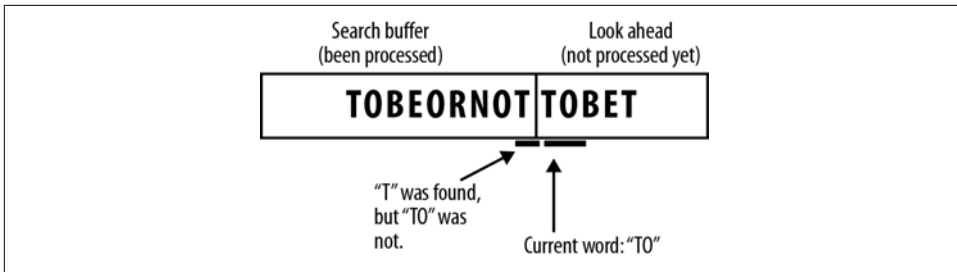 Search buffer
(been processed)
Look ahead
(not processed yet)
TOBEORNOT TOBET
“T” was found,
but “TO” was
not.
Current word: “TO”